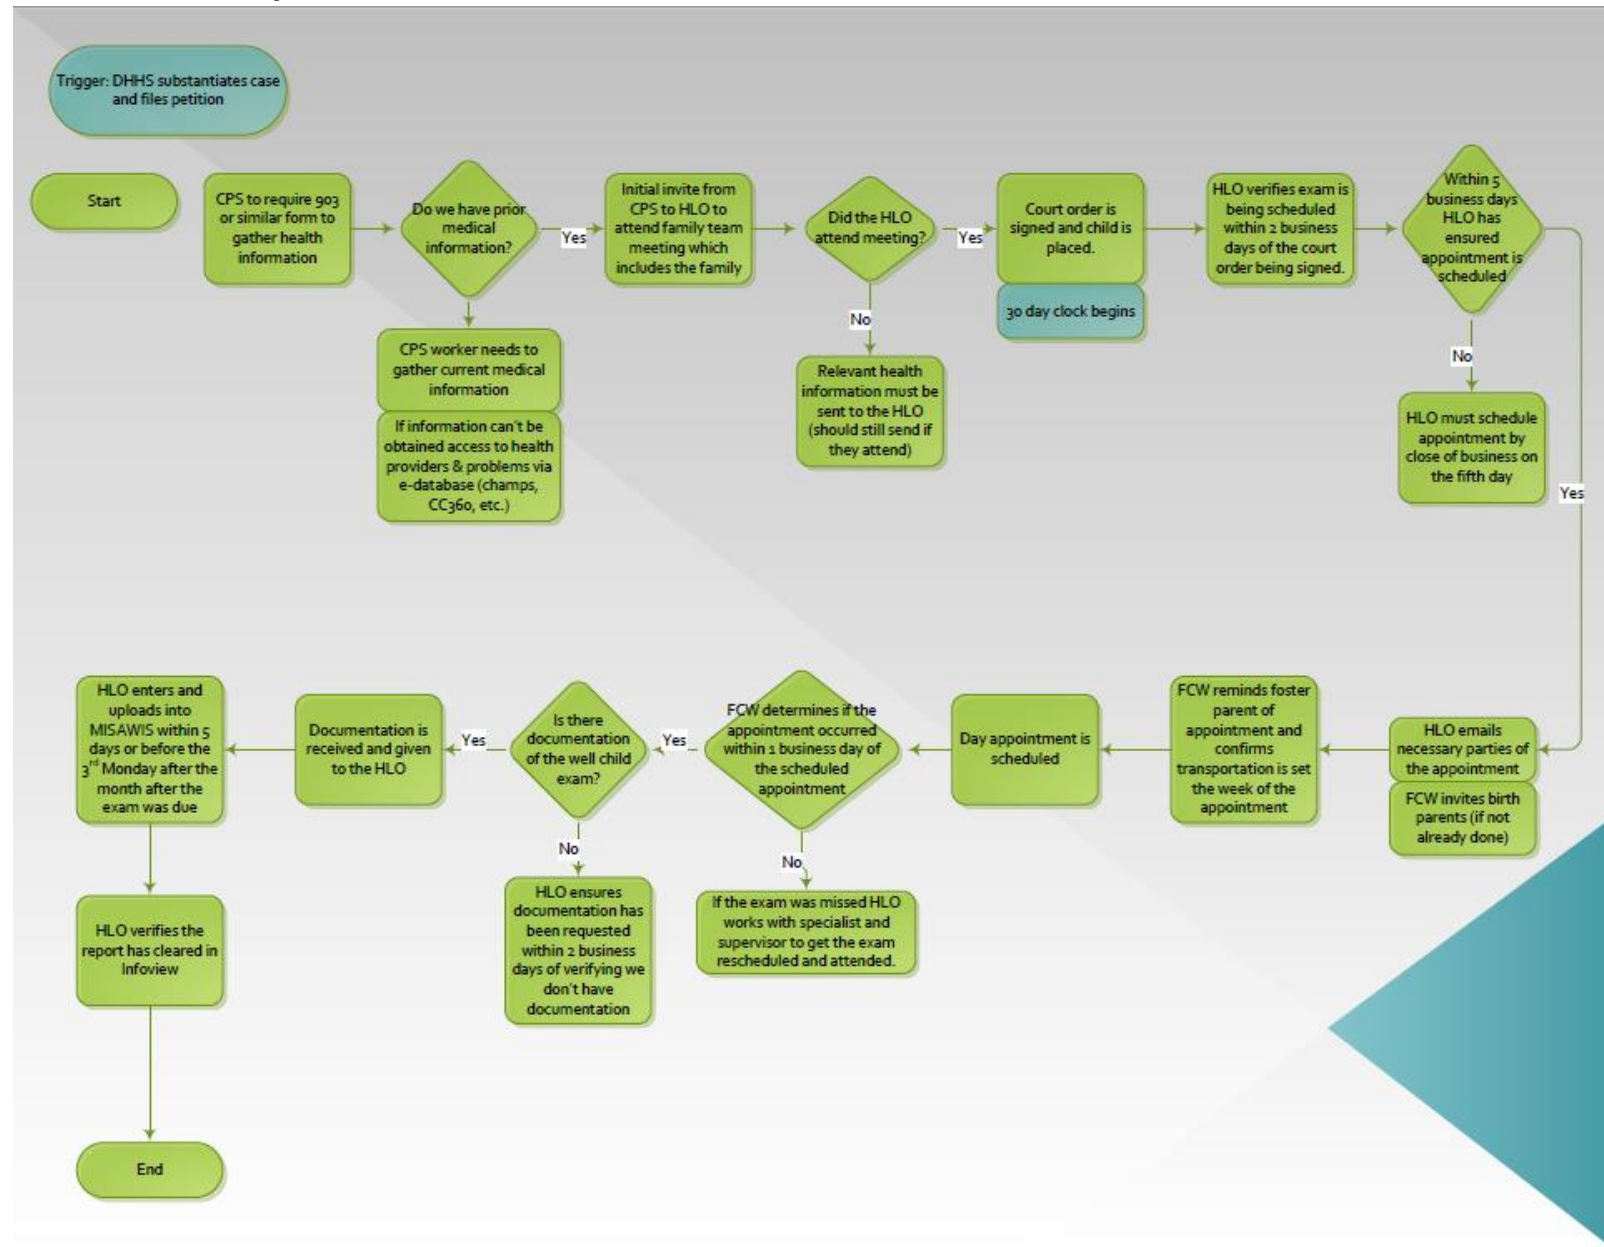 Trigger: DHHS substantiates case
and files petition
Start
CPS to require 903
or similar form to
gather health
information
Do we have prior
medical
information?
Yes
Initial invite from
CPS to HLO to
attend family team
meeting which
includes the family
Did the HLO
attend meeting?
Yes
Court order is
signed and child is
placed.
30 day clock begins
HLO verifies exam is
being scheduled
within 2 business
days of the court
order being signed.
Within 5
business days
HLO has
ensured
appointment is
scheduled
CPS worker needs to
gather current medical
information
If information can't be
obtained access to health
providers & problems via
e-database (champs,
CC360, etc.)
No
Relevant health
information must be
sent to the HLO
(should still send if
they attend)
No
HLO must schedule
appointment by
close of business on
the fifth day
Yes
HLO emails
necessary parties of
the appointment
FCW invites birth
parents (if not
already done)
FCW reminds foster
parent of
appointment and
confirms
transportation is set
the week of the
appointment
Day appointment is
scheduled
FCW determines if the
appointment occurred
within 1 business day of
the scheduled
appointment
No
If the exam was missed HLO
works with specialist and
supervisor to get the exam
rescheduled and attended.
Yes
Is there
documentation
of the well child
exam?
No
HLO ensures
documentation has
been requested
within 2 business
days of verifying we
don't have
documentation
Yes
Documentation is
received and given
to the HLO
HLO enters and
uploads into
MISAWIS within 5
days or before the
3rd Monday after the
month after the
exam was due
HLO verifies the
report has cleared in
Infoview
End